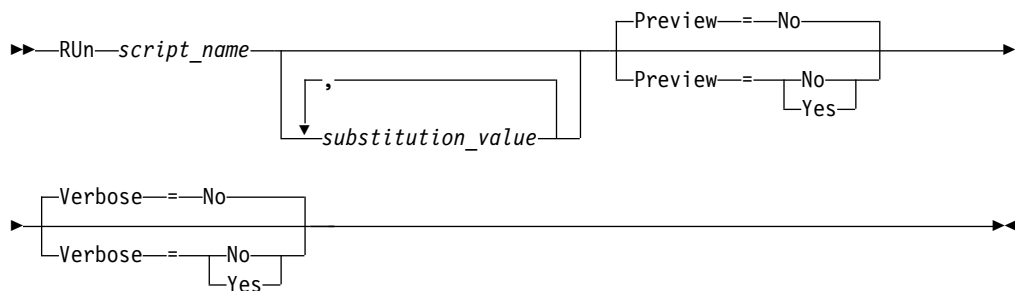 Preview = No
RUn script_name
Preview = No
Yes
,
substitution_value
Verbose = No
Verbose = No
Yes